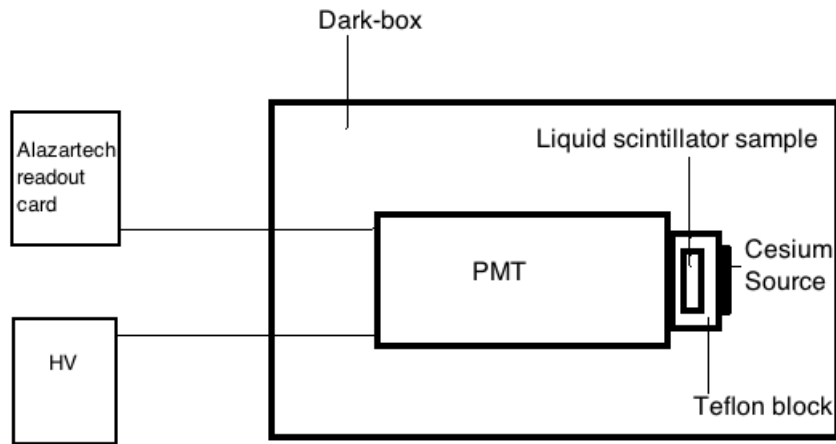 Dark-box
Alazartech
readout
card
Liquid scintillator sample
PMT
Cesium
Source
HV
Teflon block